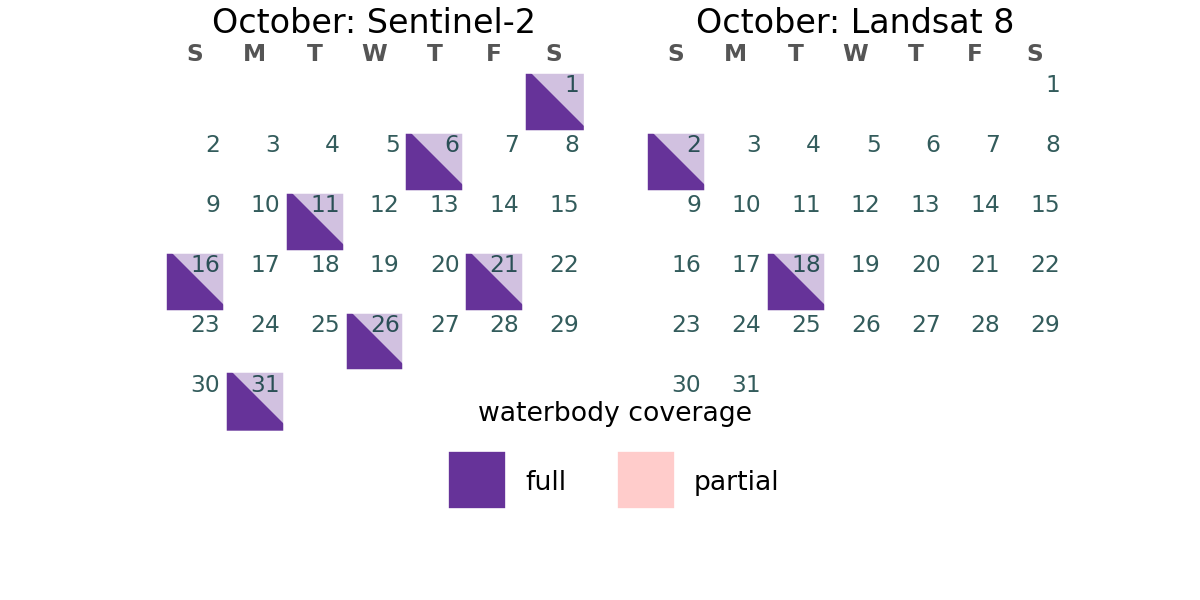 October: Sentinel-2
S M T W T F S
1
2 3 4 5 6 7 8
9 10 11 12 13 14 15
16 17 18 19 20 21 22
23 24 25 26 27 28 29
30 31
October: Landsat 8
S M T W T F S
1
2 3 4 5 6 7 8
9 10 11 12 13 14 15
16 17 18 19 20 21 22
23 24 25 26 27 28 29
30 31
waterbody coverage
full partial